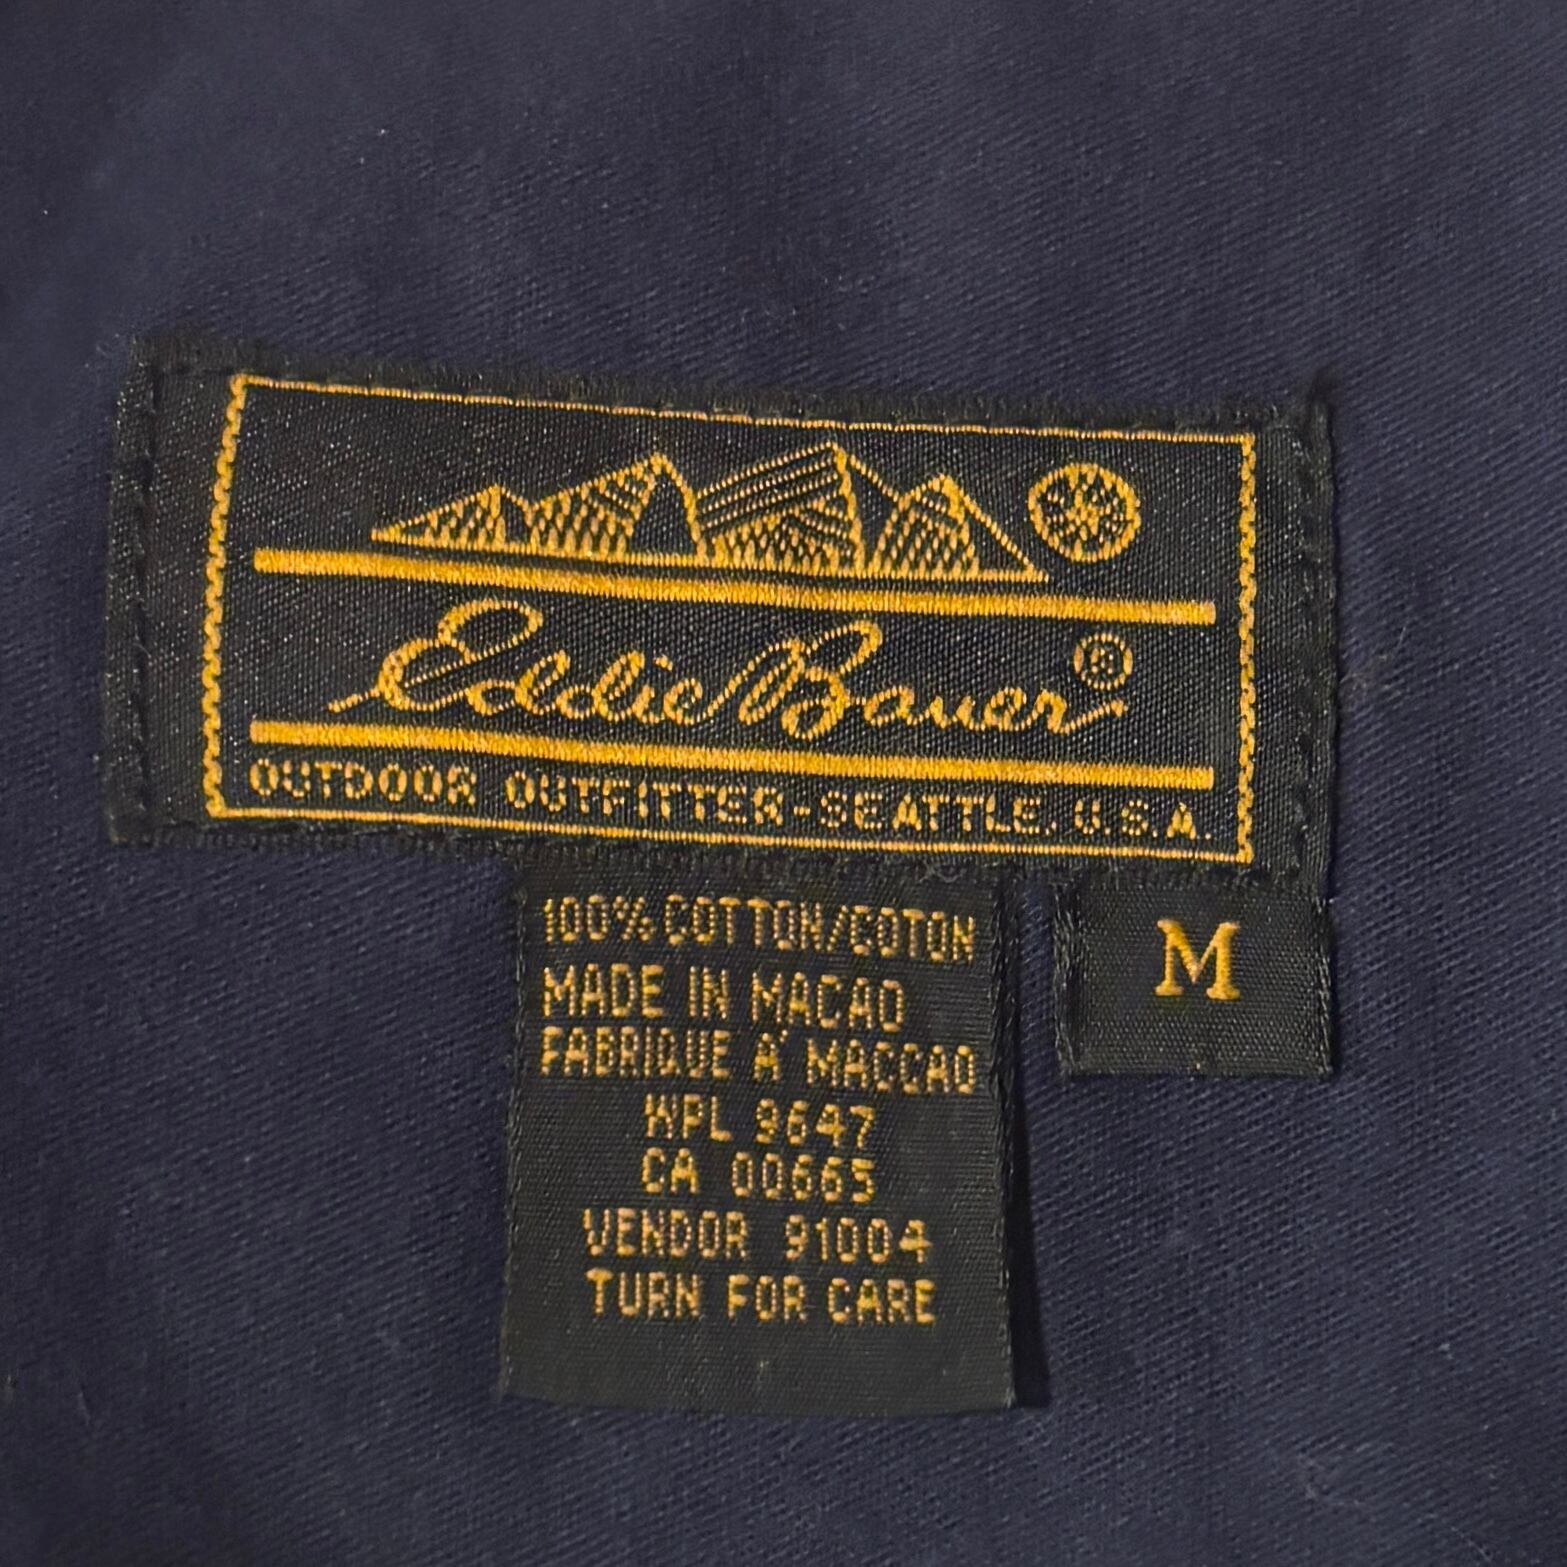 Eddie Bauer®
OUTDOOR OUTFITTER-SEATTLE, U.S.A.
100% COTTON/COTON
MADE IN MACAO
FABRIQUE A' MACCAO
WPL 9647
CA 00665
VENDOR 91004
TURN FOR CARE
M